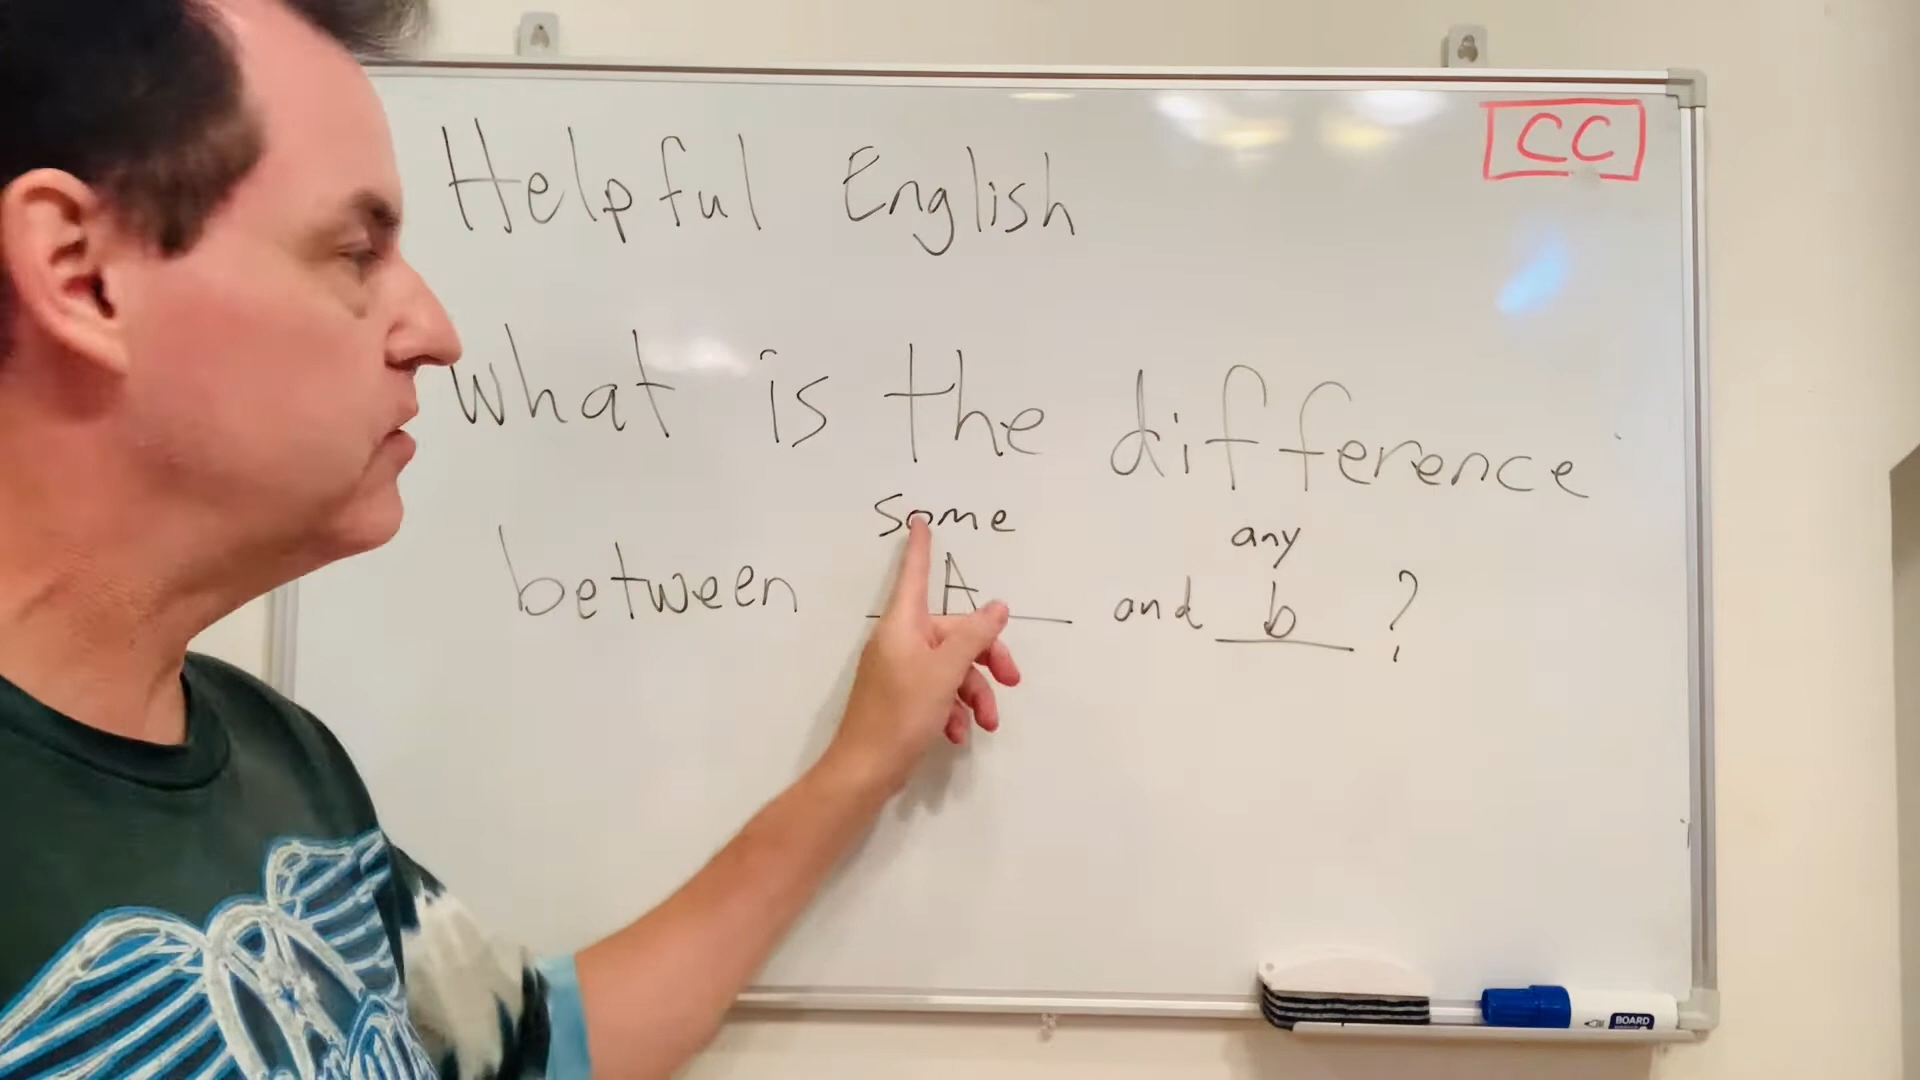 CC
Helpful English
What is the difference
some any
between A and b ?
BOARD